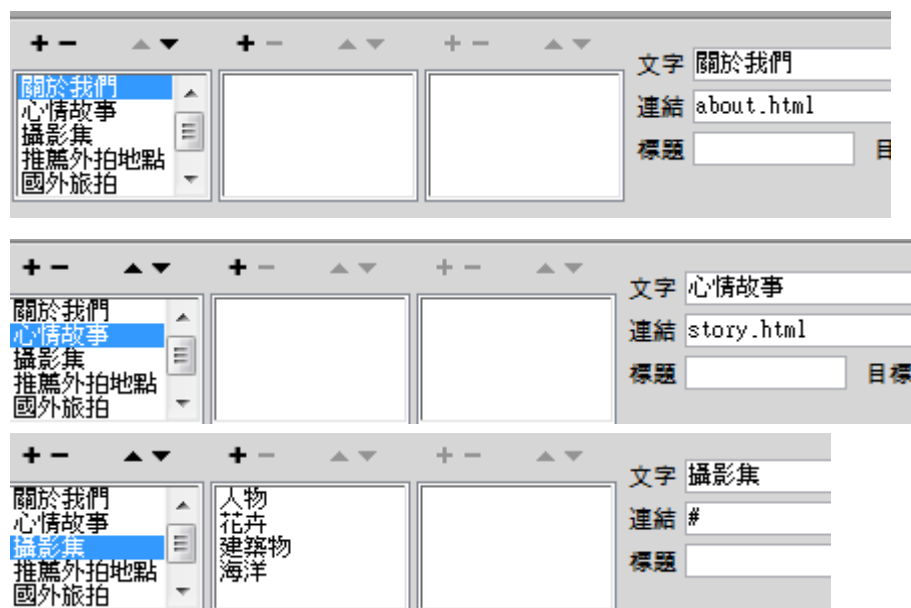 文字 關於我們
連結 about.html
標題
目
關於我們
心情故事
攝影集
推薦外拍地點
國外旅拍
文字 心情故事
連結 story.html
標題
目標
關於我們
心情故事
攝影集
推薦外拍地點
國外旅拍
文字 攝影集
連結 #
標題
關於我們
心情故事
攝影集
推薦外拍地點
國外旅拍
人物
花卉
建築物
海洋